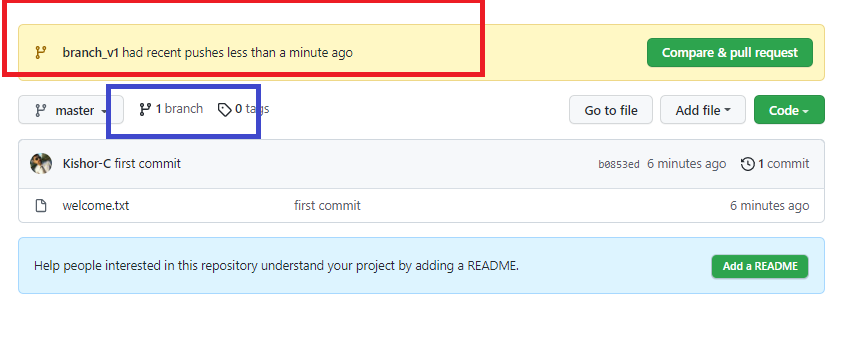 branch_v1 had recent pushes less than a minute ago Compare & pull request
master 1 branch 0 tags Go to file Add file Code
Kishor-C first commit b0853ed 6 minutes ago 1 commit
welcome.txt first commit 6 minutes ago
Help people interested in this repository understand your project by adding a README. Add a README